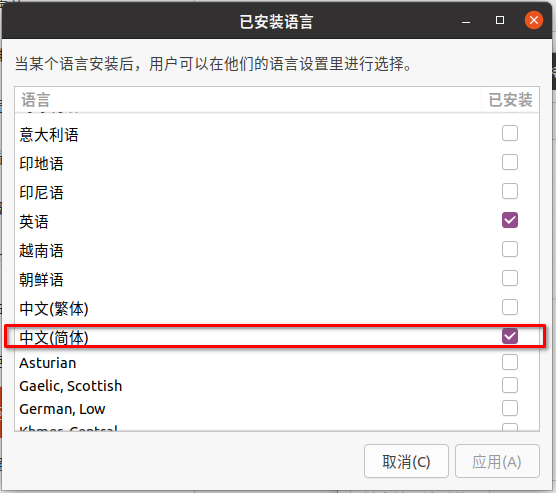 已安装语言
当某个语言安装后，用户可以在他们的语言设置里进行选择。
语言 已安装
意大利语
印地语
印尼语
英语
越南语
朝鲜语
中文(繁体)
中文(简体)
Asturian
Gaelic, Scottish
German, Low
Khmer, Central
取消(C) 应用(A)